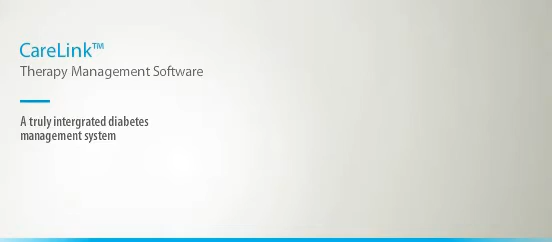 CareLink™
Therapy Management Software
A truly intergrated diabetes
management system